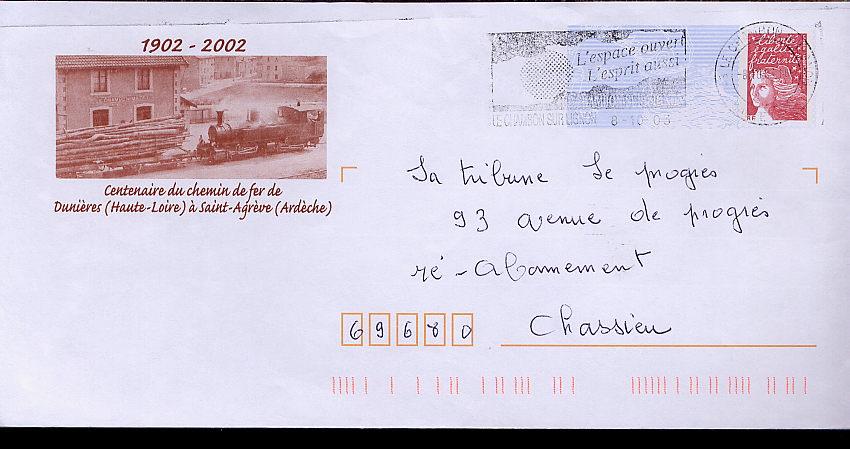 1902 - 2002
Centenaire du chemin de fer de
Dunières (Haute-Loire) à Saint-Agrève (Ardèche)
L'espace ouvert
L'esprit aussi
LE CHAMBON SUR LIGNON 8-10-03
liberté
égalité
fraternité
RF
La tribune Le progrès
93 avenue de progrès
ré-Abonnement
69680 Chassieu